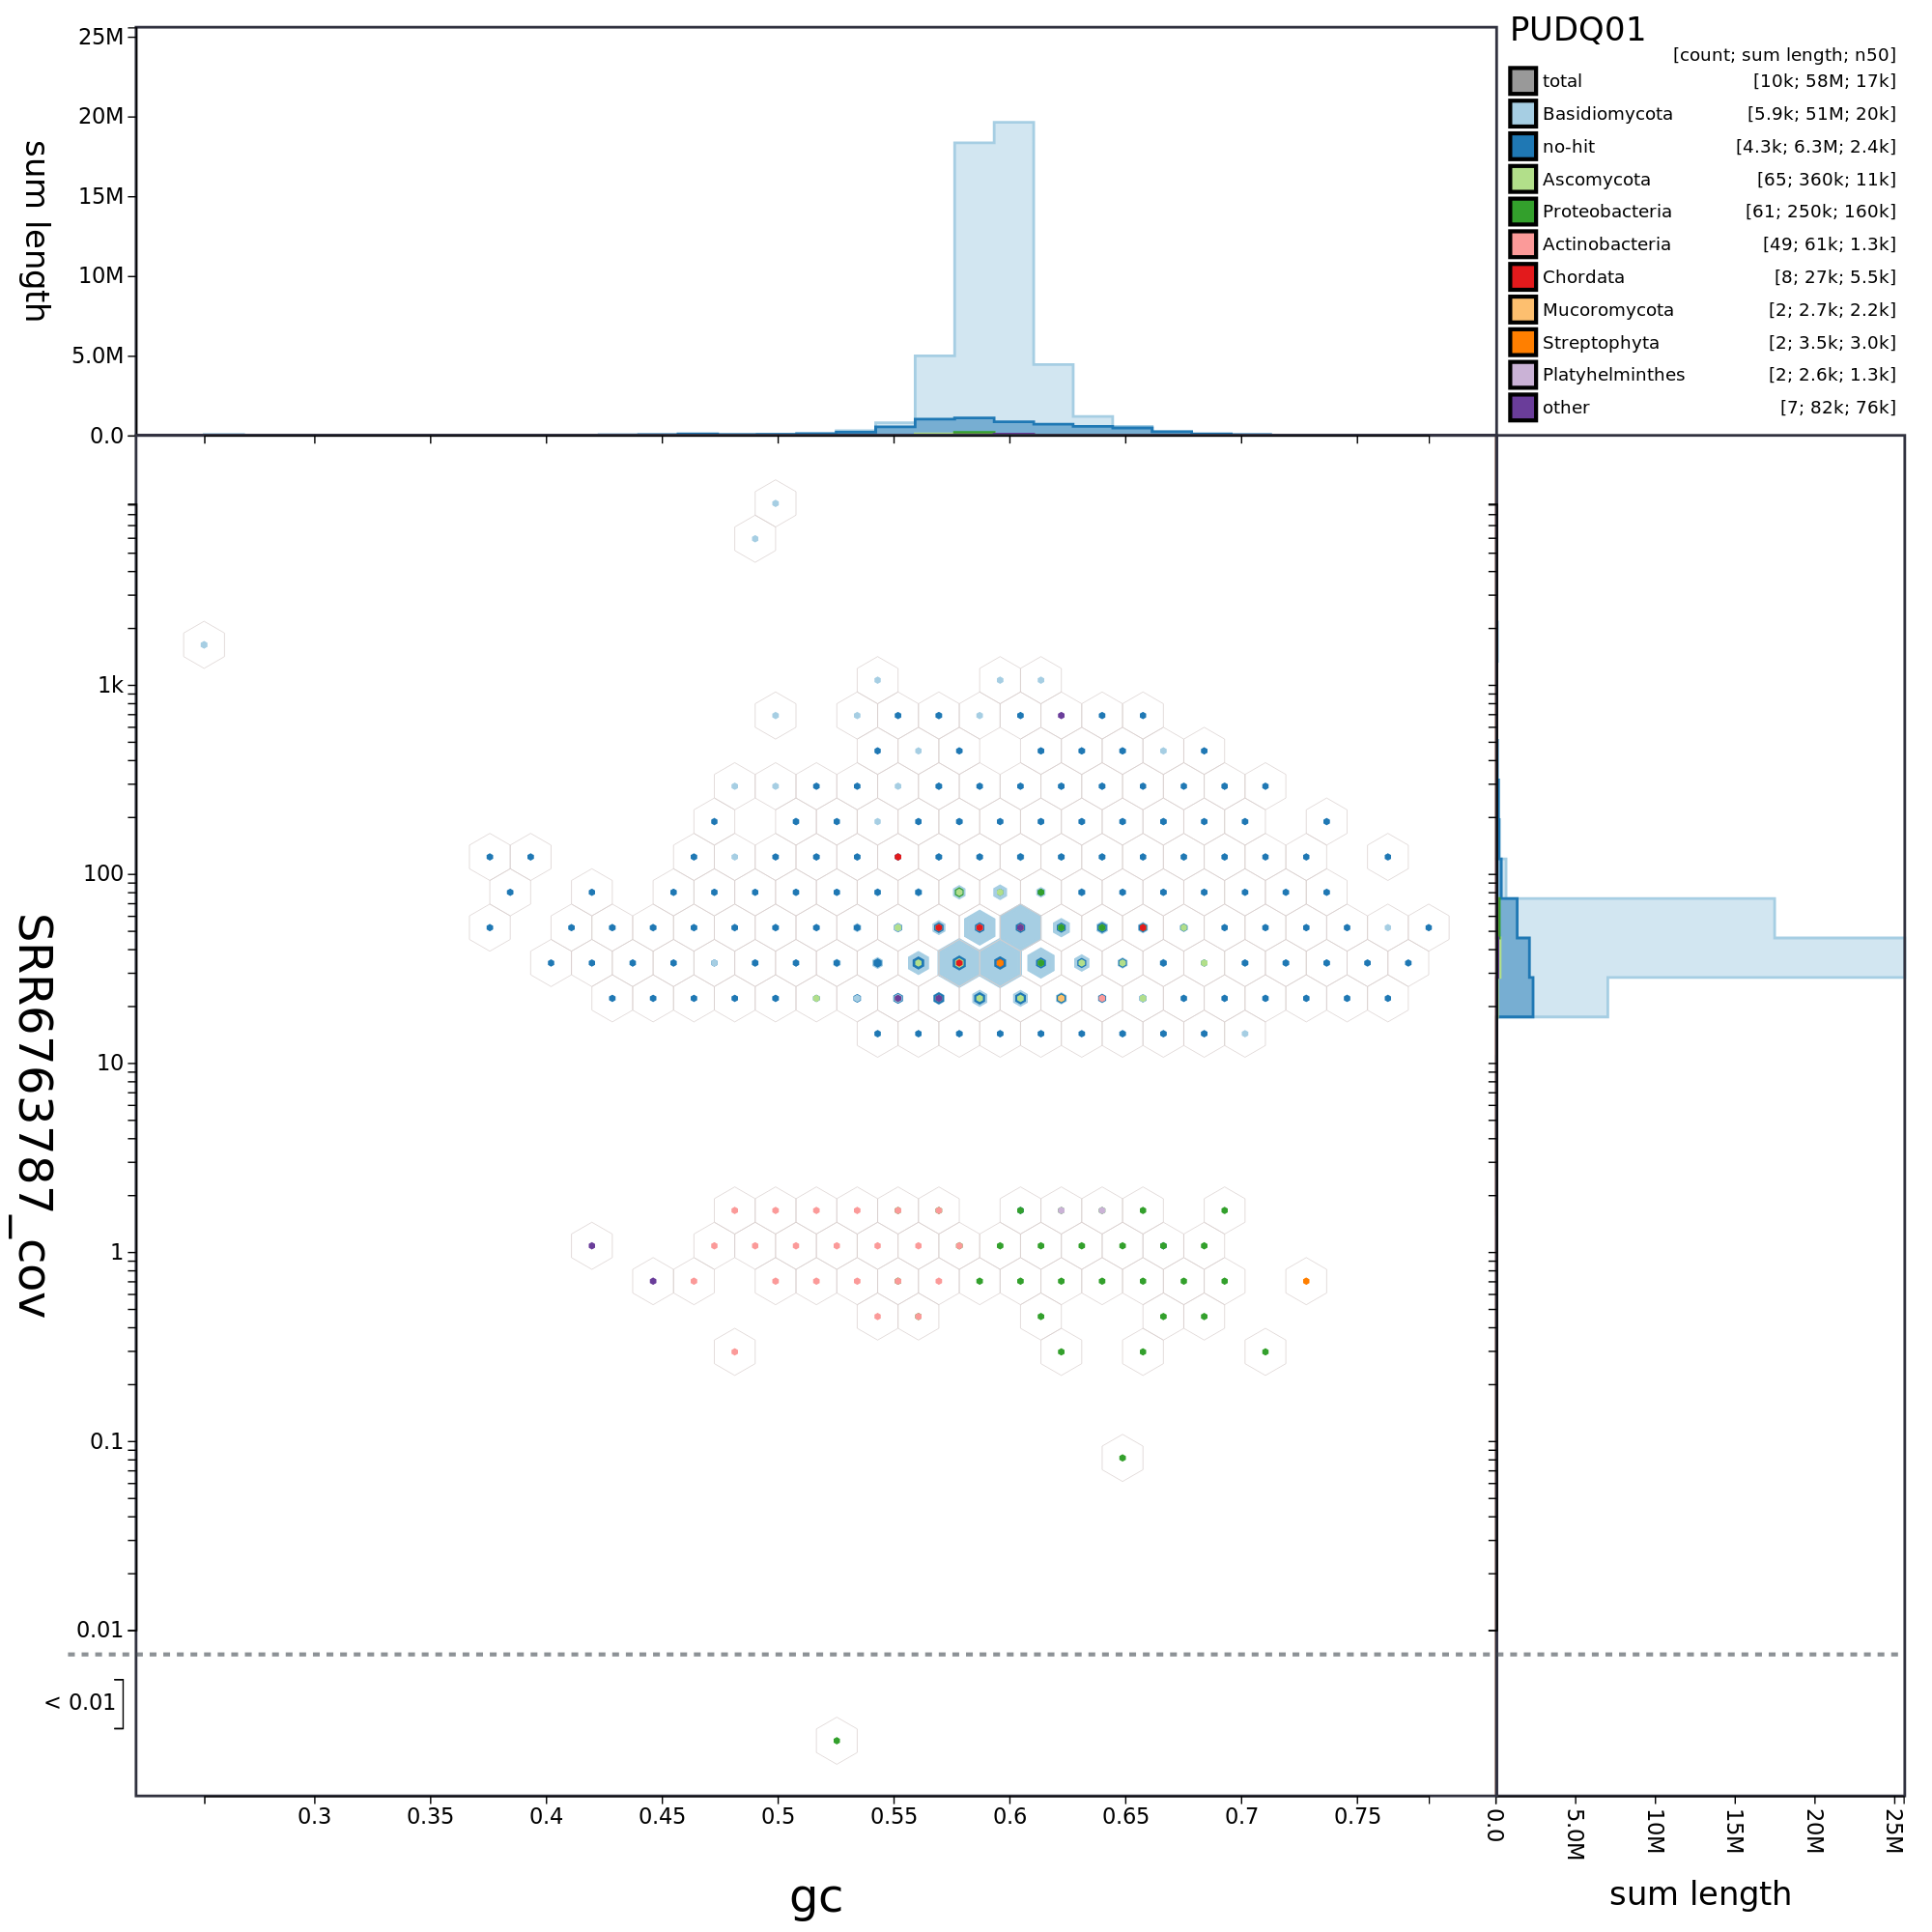 PUDQ01
[count; sum length; n50]
total [10k; 58M; 17k]
Basidiomycota [5.9k; 51M; 20k]
no-hit [4.3k; 6.3M; 2.4k]
Ascomycota [65; 360k; 11k]
Proteobacteria [61; 250k; 160k]
Actinobacteria [49; 61k; 1.3k]
Chordata [8; 27k; 5.5k]
Mucoromycota [2; 2.7k; 2.2k]
Streptophyta [2; 3.5k; 3.0k]
Platyhelminthes [2; 2.6k; 1.3k]
other [7; 82k; 76k]
sum length
25M
20M
15M
10M
5.0M
0.0
SRR6763787_cov
1k
100
10
1
0.1
0.01
< 0.01
0.3 0.35 0.4 0.45 0.5 0.55 0.6 0.65 0.7 0.75
gc
0.0 5.0M 10M 15M 20M 25M
sum length